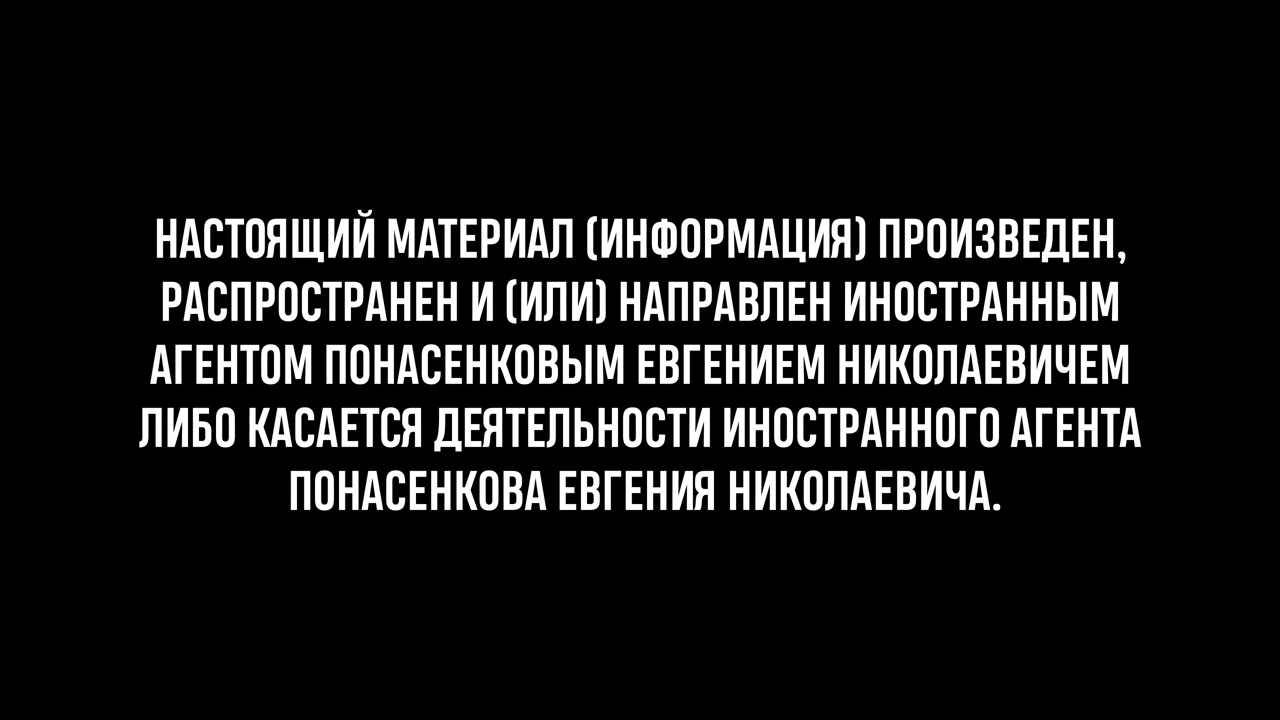 НАСТОЯЩИЙ МАТЕРИАЛ (ИНФОРМАЦИЯ) ПРОИЗВЕДЕН,
РАСПРОСТРАНЕН И (ИЛИ) НАПРАВЛЕН ИНОСТРАННЫМ
АГЕНТОМ ПОНАСЕНКОВЫМ ЕВГЕНИЕМ НИКОЛАЕВИЧЕМ
ЛИБО КАСАЕТСЯ ДЕЯТЕЛЬНОСТИ ИНОСТРАННОГО АГЕНТА
ПОНАСЕНКОВА ЕВГЕНИЯ НИКОЛАЕВИЧА.